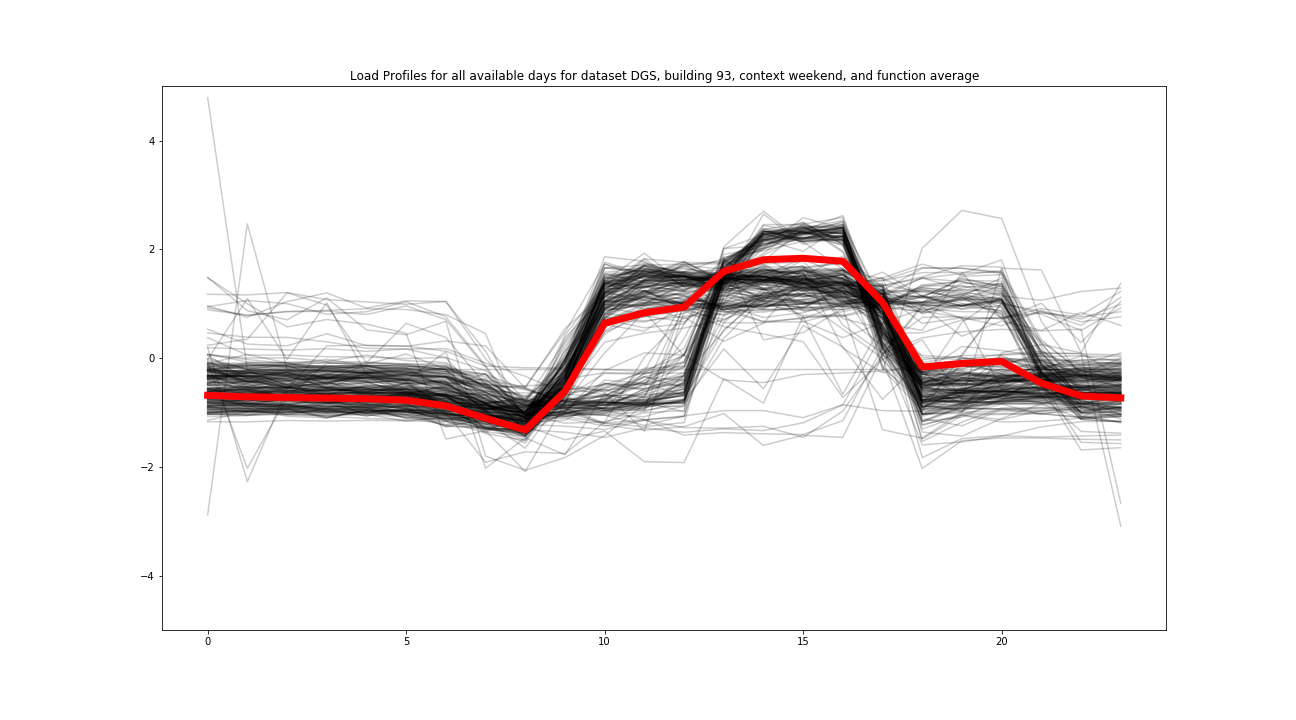 Load Profiles for all available days for dataset DGS, building 93, context weekend, and function average
4
2
0
−2
−4
0 5 10 15 20